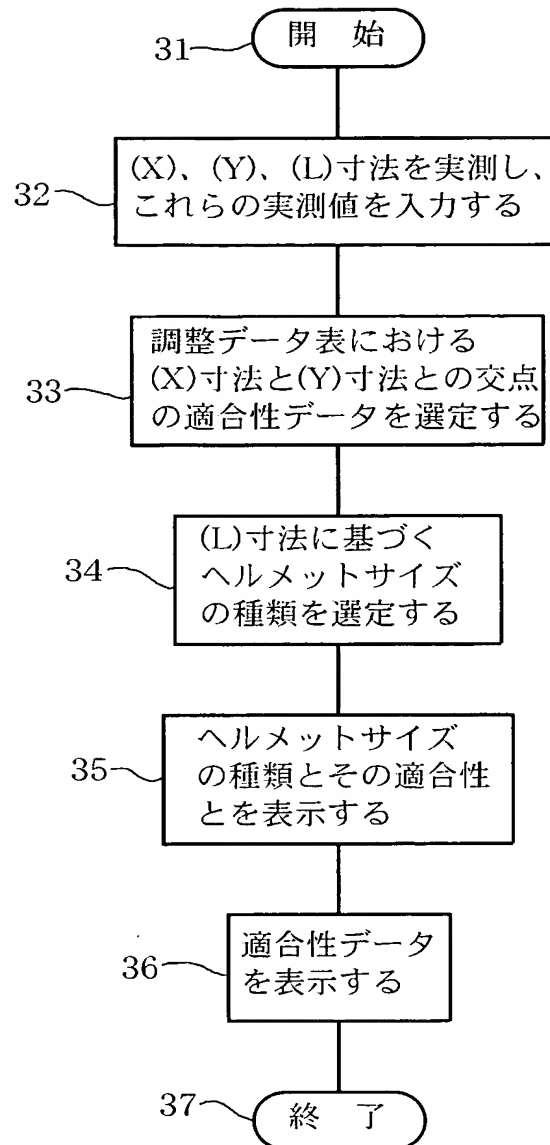 31
開 始
32
(X)、(Y)、(L)寸法を実測し、
これらの実測値を入力する
33
調整データ表における
(X)寸法と(Y)寸法との交点
の適合性データを選定する
34
(L)寸法に基づく
ヘルメットサイズ
の種類を選定する
35
ヘルメットサイズ
の種類とその適合性
とを表示する
36
適合性データ
を表示する
37
終 了